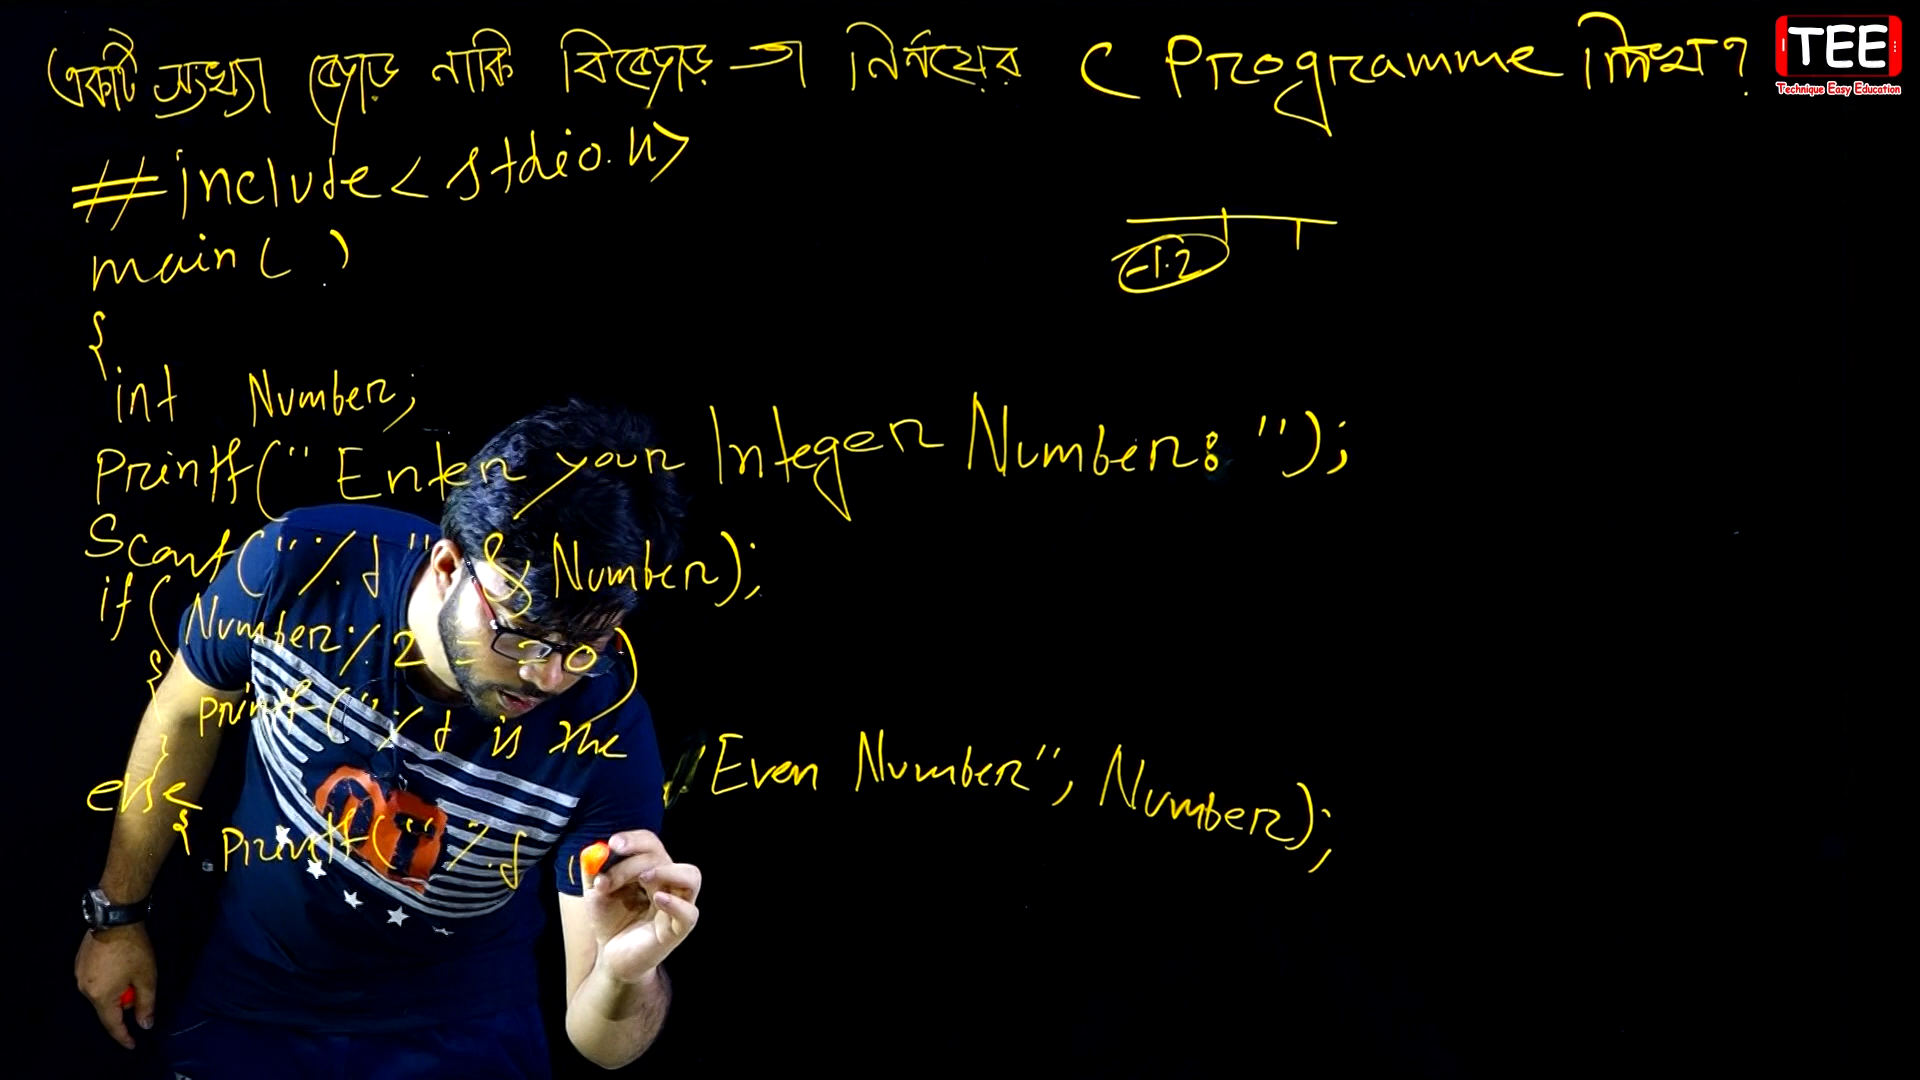 একটি সংখ্যা জোড় নাকি বিজোড় তা নির্নয়ের C Programme লিখ?
TEE
Technique Easy Education
#include<stdio.h>
main( )
-1.2
{
int Number;
Printf("Enter your Integer Number: ");
Scanf("%d" & Number);
if(Number%2==0)
{ printf("%d is the Even Number", Number);
}
else
{ printf("%d i